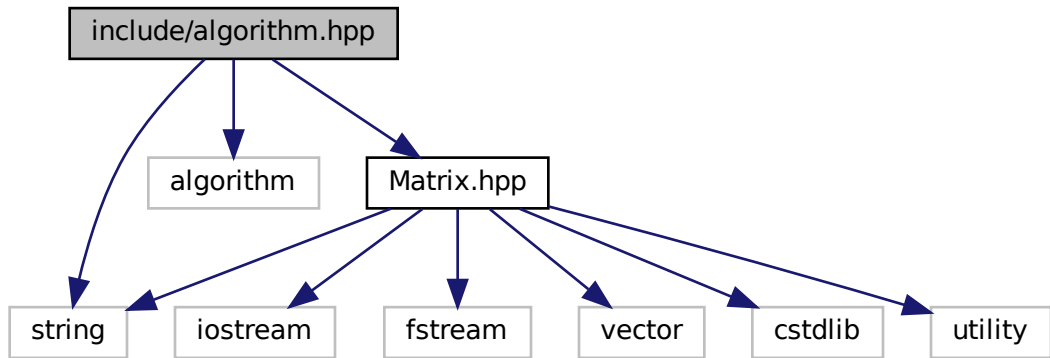 include/algorithm.hpp
algorithm
Matrix.hpp
string
iostream
fstream
vector
cstdlib
utility